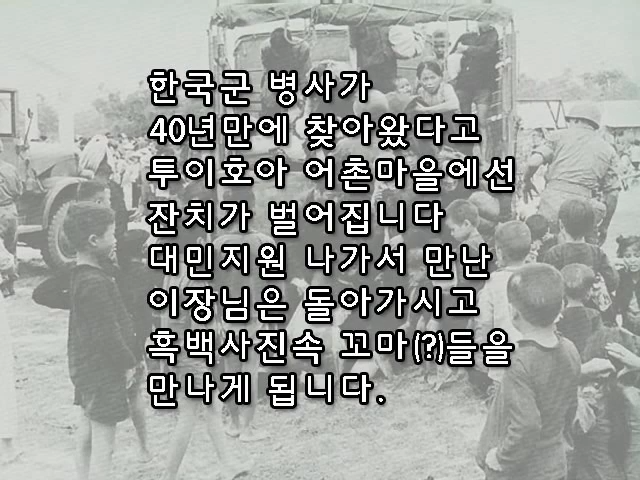 한국군 병사가
40년만에 찾아왔다고
투이호아 어촌마을에선
잔치가 벌어집니다
대민지원 나가서 만난
이장님은 돌아가시고
흑백사진속 꼬마(?)들을
만나게 됩니다.